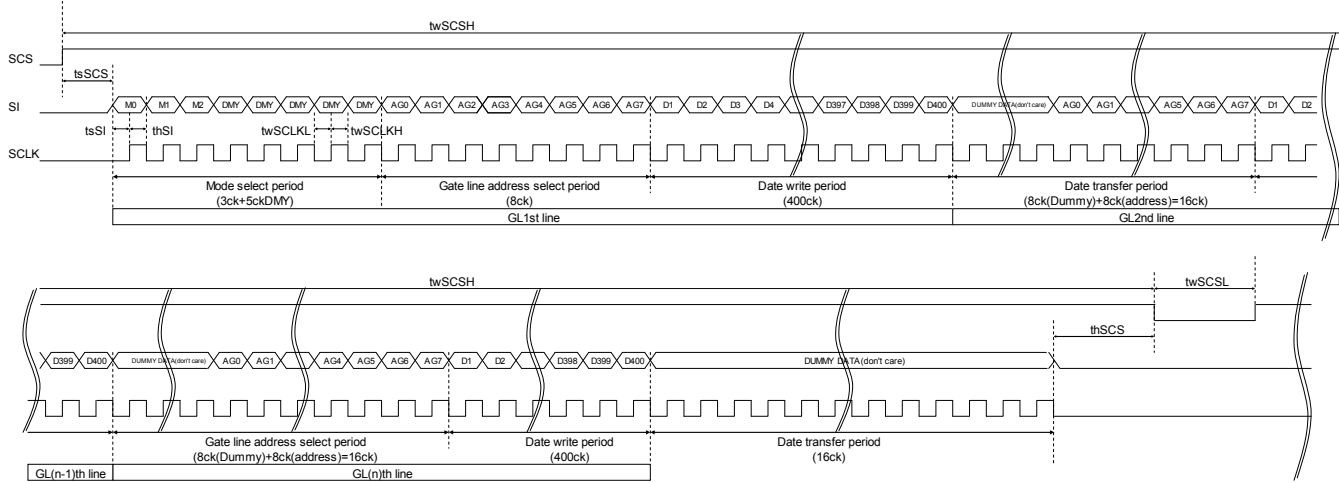 twSCSH
SCS
tsSCS
SI M0 M1 M2 DMY DMY DMY DMY DMY AG0 AG1 AG2 AG3 AG4 AG5 AG6 AG7 D1 D2 D3 D4 D397 D398 D399 D400 DUMMY DATA(don't care) AG0 AG1 AG5 AG6 AG7 D1 D2
tsSI thSI twSCLKL twSCLKH
SCLK
Mode select period Gate line address select period Date write period Date transfer period
(3ck+5ckDMY) (8ck) (400ck) (8ck(Dummy)+8ck(address)=16ck)
GL1st line GL2nd line
twSCSH twSCSL
thSCS
D399 D400 DUMMY DATA(don't care) AG0 AG1 AG4 AG5 AG6 AG7 D1 D2 D398 D399 D400 DUMMY DATA(don't care)
Gate line address select period Date write period Date transfer period
(8ck(Dummy)+8ck(address)=16ck) (400ck) (16ck)
GL(n-1)th line GL(n)th line